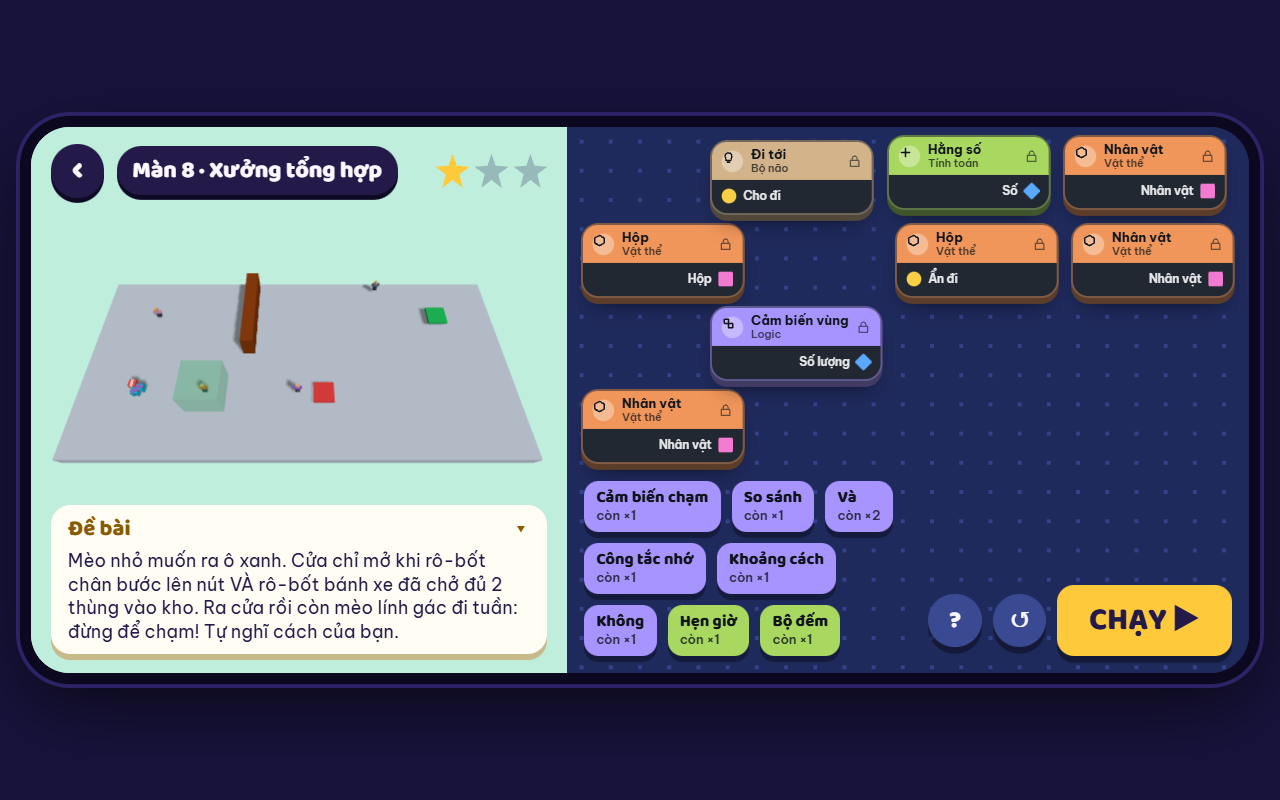 Màn 8 • Xưởng tổng hợp
Đề bài
Mèo nhỏ muốn ra ô xanh. Cửa chỉ mở khi rô-bốt
chân bước lên nút VÀ rô-bốt bánh xe đã chở đủ 2
thùng vào kho. Ra cửa rồi còn mèo lính gác đi tuần:
đừng để chạm! Tự nghĩ cách của bạn.
Đi tới
Bộ não
Cho đi
Hằng số
Tính toán
Số
Nhân vật
Vật thể
Nhân vật
Hộp
Vật thể
Hộp
Hộp
Vật thể
Ẩn đi
Nhân vật
Vật thể
Nhân vật
Cảm biến vùng
Logic
Số lượng
Nhân vật
Vật thể
Nhân vật
Cảm biến chạm
còn ×1
So sánh
còn ×1
Và
còn ×2
Công tắc nhớ
còn ×1
Khoảng cách
còn ×1
Không
còn ×1
Hẹn giờ
còn ×1
Bộ đếm
còn ×1
?
CHẠY